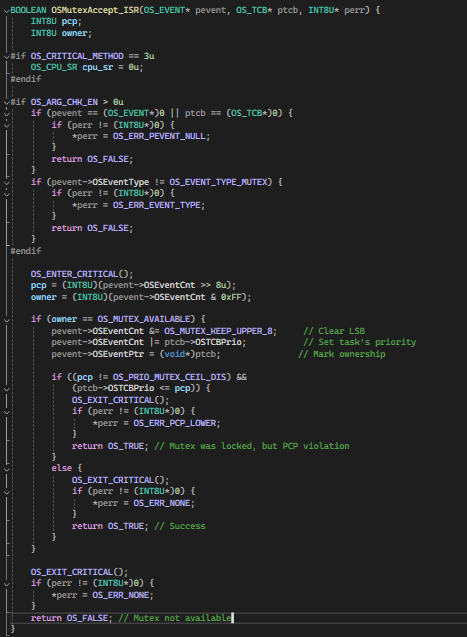 BOOLEAN OSMutexAccept_ISR(OS_EVENT* pevent, OS_TCB* ptcb, INT8U* perr) {
    INT8U pcp;
    INT8U owner;

#if OS_CRITICAL_METHOD == 3u
    OS_CPU_SR cpu_sr = 0u;
#endif

#if OS_ARG_CHK_EN > 0u
    if (pevent == (OS_EVENT*)0 || ptcb == (OS_TCB*)0) {
        if (perr != (INT8U*)0) {
            *perr = OS_ERR_PEVENT_NULL;
        }
        return OS_FALSE;
    }
    if (pevent->OSEventType != OS_EVENT_TYPE_MUTEX) {
        if (perr != (INT8U*)0) {
            *perr = OS_ERR_EVENT_TYPE;
        }
        return OS_FALSE;
    }
#endif

    OS_ENTER_CRITICAL();
    pcp = (INT8U)(pevent->OSEventCnt >> 8u);
    owner = (INT8U)(pevent->OSEventCnt & 0xFF);

    if (owner == OS_MUTEX_AVAILABLE) {
        pevent->OSEventCnt &= OS_MUTEX_KEEP_UPPER_8;     // Clear LSB
        pevent->OSEventCnt |= ptcb->OSTCBPrio;           // Set task's priority
        pevent->OSEventPtr = (void*)ptcb;               // Mark ownership

        if ((pcp != OS_PRIO_MUTEX_CEIL_DIS) &&
            (ptcb->OSTCBPrio <= pcp)) {
            OS_EXIT_CRITICAL();
            if (perr != (INT8U*)0) {
                *perr = OS_ERR_PCP_LOWER;
            }
            return OS_TRUE; // Mutex was locked, but PCP violation
        }
        else {
            OS_EXIT_CRITICAL();
            if (perr != (INT8U*)0) {
                *perr = OS_ERR_NONE;
            }
            return OS_TRUE; // Success
        }
    }

    OS_EXIT_CRITICAL();
    if (perr != (INT8U*)0) {
        *perr = OS_ERR_NONE;
    }
    return OS_FALSE; // Mutex not available
}